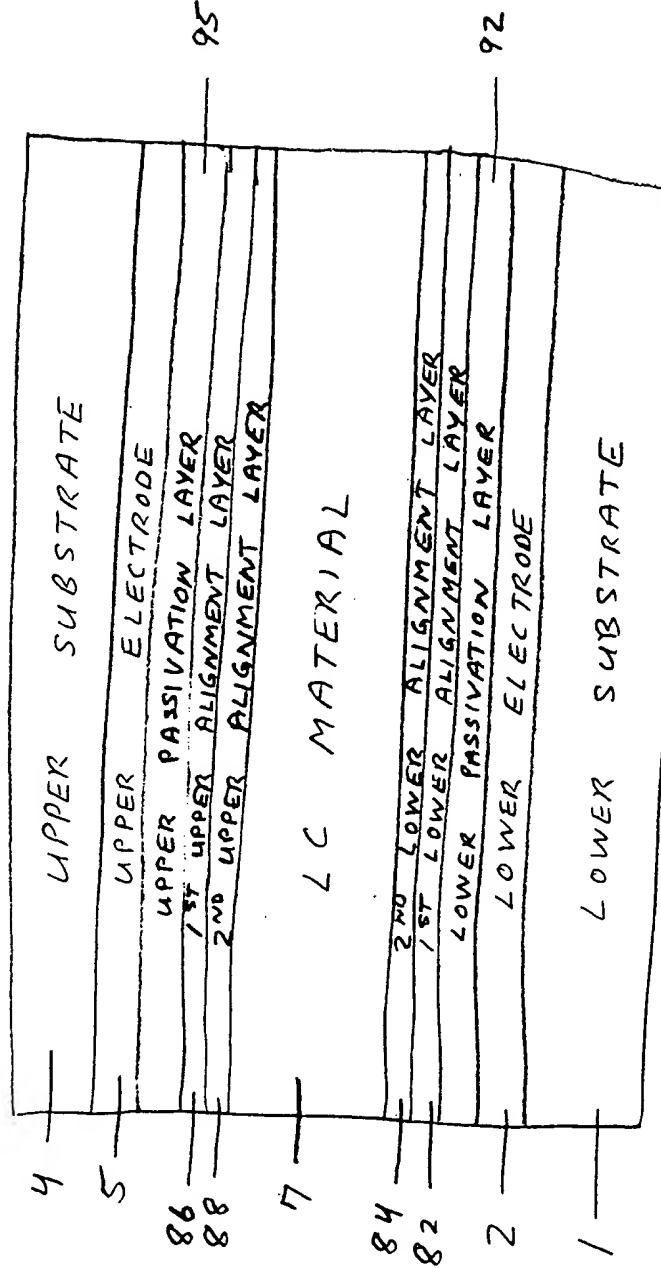 4 UPPER SUBSTRATE
5 UPPER ELECTRODE
UPPER PASSIVATION LAYER 95
86 1ST UPPER ALIGNMENT LAYER
88 2ND UPPER ALIGNMENT LAYER
7 LC MATERIAL
84 2ND LOWER ALIGNMENT LAYER
82 1ST LOWER ALIGNMENT LAYER
LOWER PASSIVATION LAYER 92
2 LOWER ELECTRODE
1 LOWER SUBSTRATE